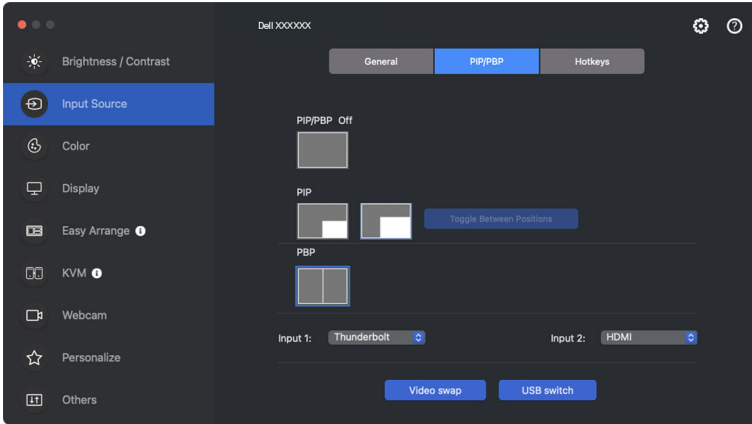 Dell XXXXXX
Brightness / Contrast
Input Source
Color
Display
Easy Arrange
KVM
Webcam
Personalize
Others
General PIP/PBP Hotkeys
PIP/PBP Off
PIP
Toggle Between Positions
PBP
Input 1: Thunderbolt Input 2: HDMI
Video swap USB switch